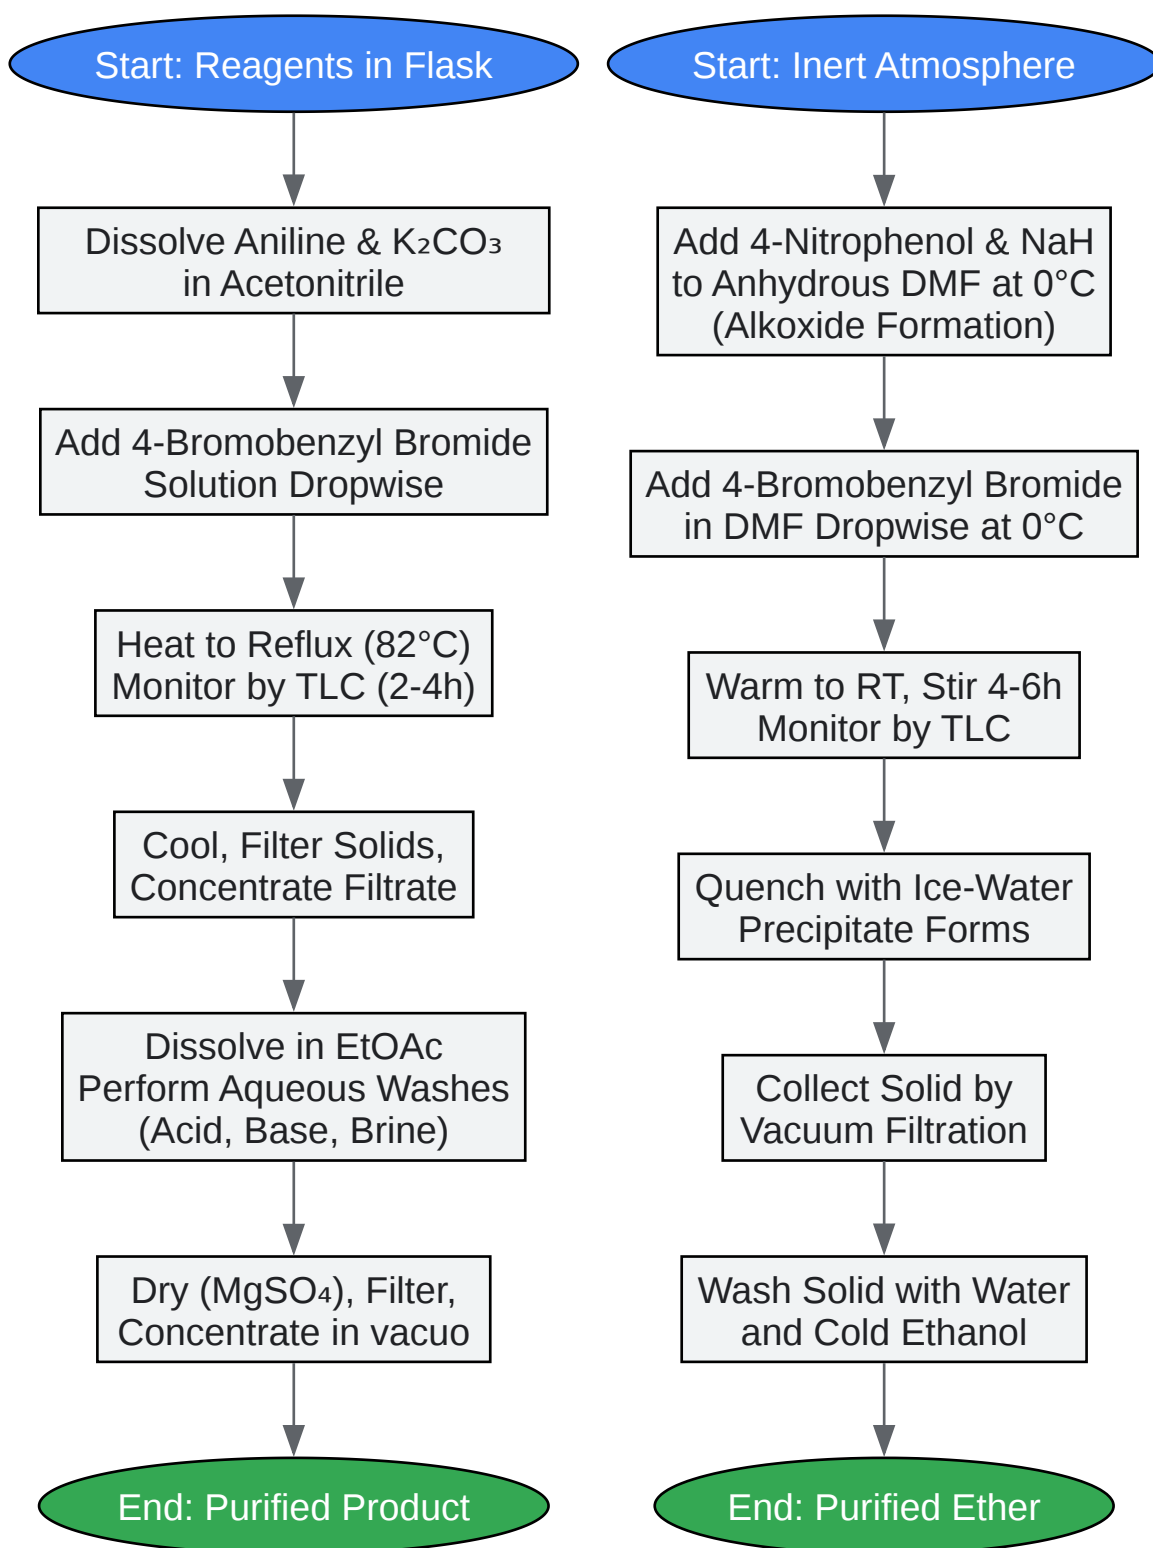 Start: Reagents in Flask
Dissolve Aniline & K₂CO₃
in Acetonitrile
Add 4-Bromobenzyl Bromide
Solution Dropwise
Heat to Reflux (82°C)
Monitor by TLC (2-4h)
Cool, Filter Solids,
Concentrate Filtrate
Dissolve in EtOAc
Perform Aqueous Washes
(Acid, Base, Brine)
Dry (MgSO₄), Filter,
Concentrate in vacuo
End: Purified Product
Start: Inert Atmosphere
Add 4-Nitrophenol & NaH
to Anhydrous DMF at 0°C
(Alkoxide Formation)
Add 4-Bromobenzyl Bromide
in DMF Dropwise at 0°C
Warm to RT, Stir 4-6h
Monitor by TLC
Quench with Ice-Water
Precipitate Forms
Collect Solid by
Vacuum Filtration
Wash Solid with Water
and Cold Ethanol
End: Purified Ether